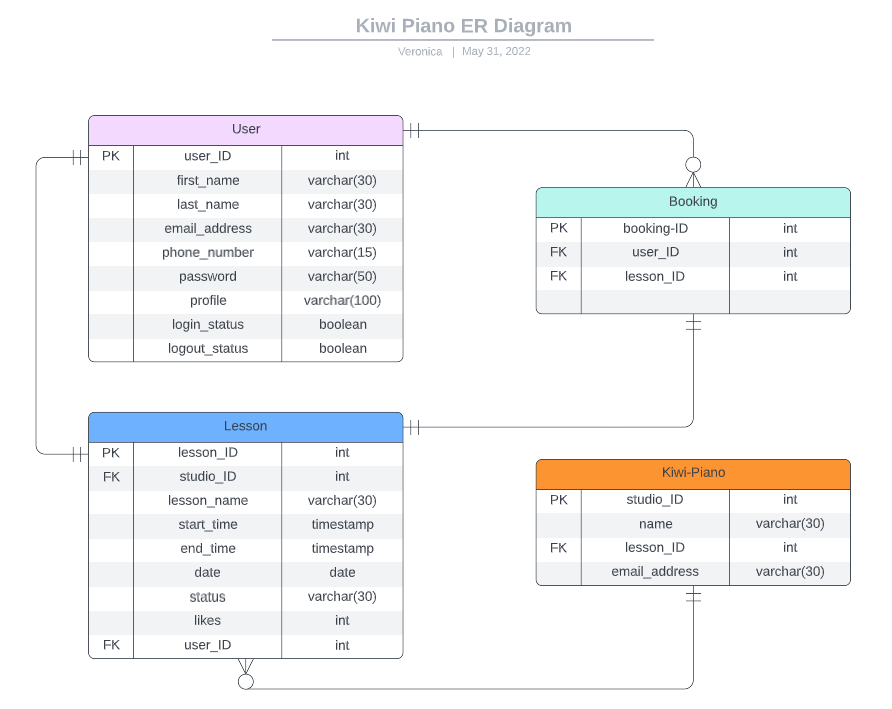 Kiwi Piano ER Diagram
Veronica | May 31, 2022
User
PK user_ID int
first_name varchar(30)
last_name varchar(30)
email_address varchar(30)
phone_number varchar(15)
password varchar(50)
profile varchar(100)
login_status boolean
logout_status boolean
Booking
PK booking-ID int
FK user_ID int
FK lesson_ID int
Lesson
PK lesson_ID int
FK studio_ID int
lesson_name varchar(30)
start_time timestamp
end_time timestamp
date date
status varchar(30)
likes int
FK user_ID int
Kiwi-Piano
PK studio_ID int
name varchar(30)
FK lesson_ID int
email_address varchar(30)